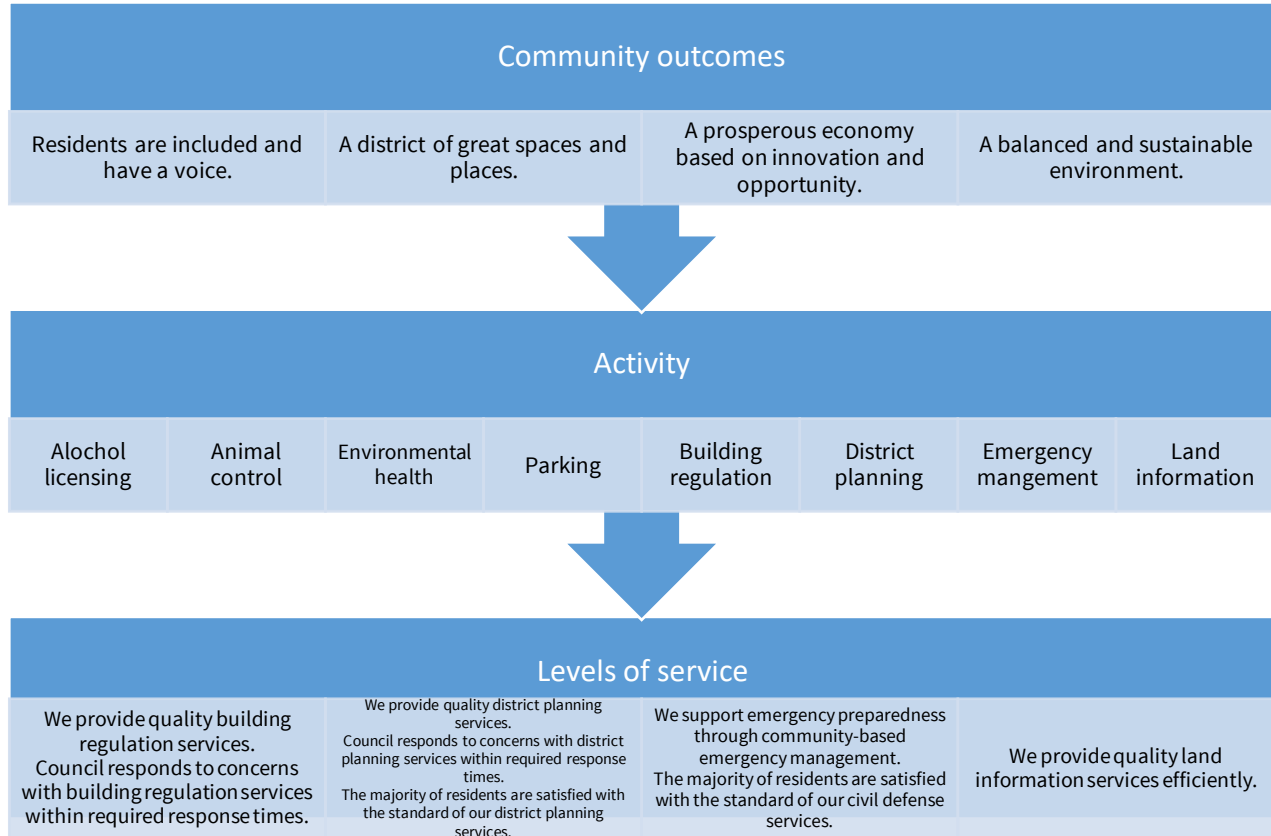 Community outcomes
Residents are included and
have a voice.
A district of great spaces and
places.
A prosperous economy
based on innovation and
opportunity.
A balanced and sustainable
environment.
Activity
Alochol
licensing
Animal
control
Environmental
health
Parking
Building
regulation
District
planning
Emergency
mangement
Land
information
Levels of service
We provide quality building
regulation services.
Council responds to concerns
with building regulation services
within required response times.
We provide quality district planning
services.
Council responds to concerns with district
planning services within required response
times.
The majority of residents are satisfied with
the standard of our district planning
services.
We support emergency preparedness
through community-based
emergency management.
The majority of residents are satisfied
with the standard of our civil defense
services.
We provide quality land
information services efficiently.